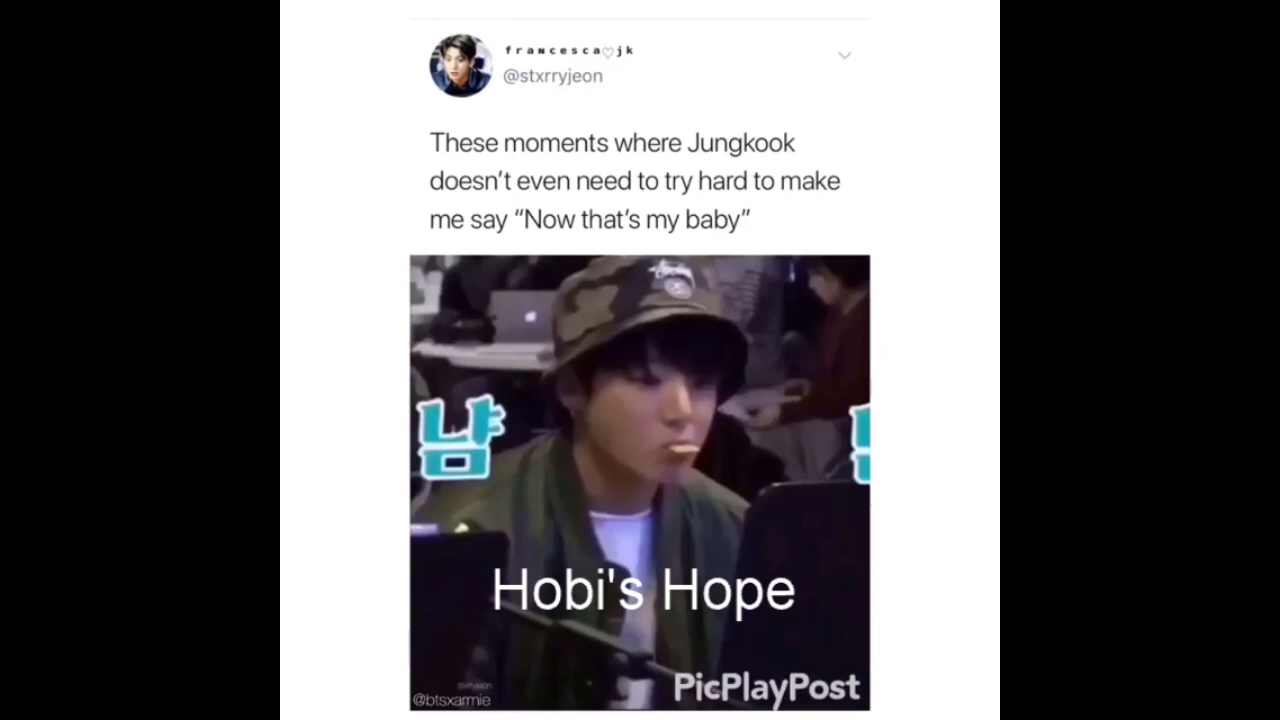 francesca♡jk
@stxrryjeon
These moments where Jungkook
doesn't even need to try hard to make
me say “Now that's my baby”
냠
Hobi's Hope
PicPlayPost
@btsxarmie